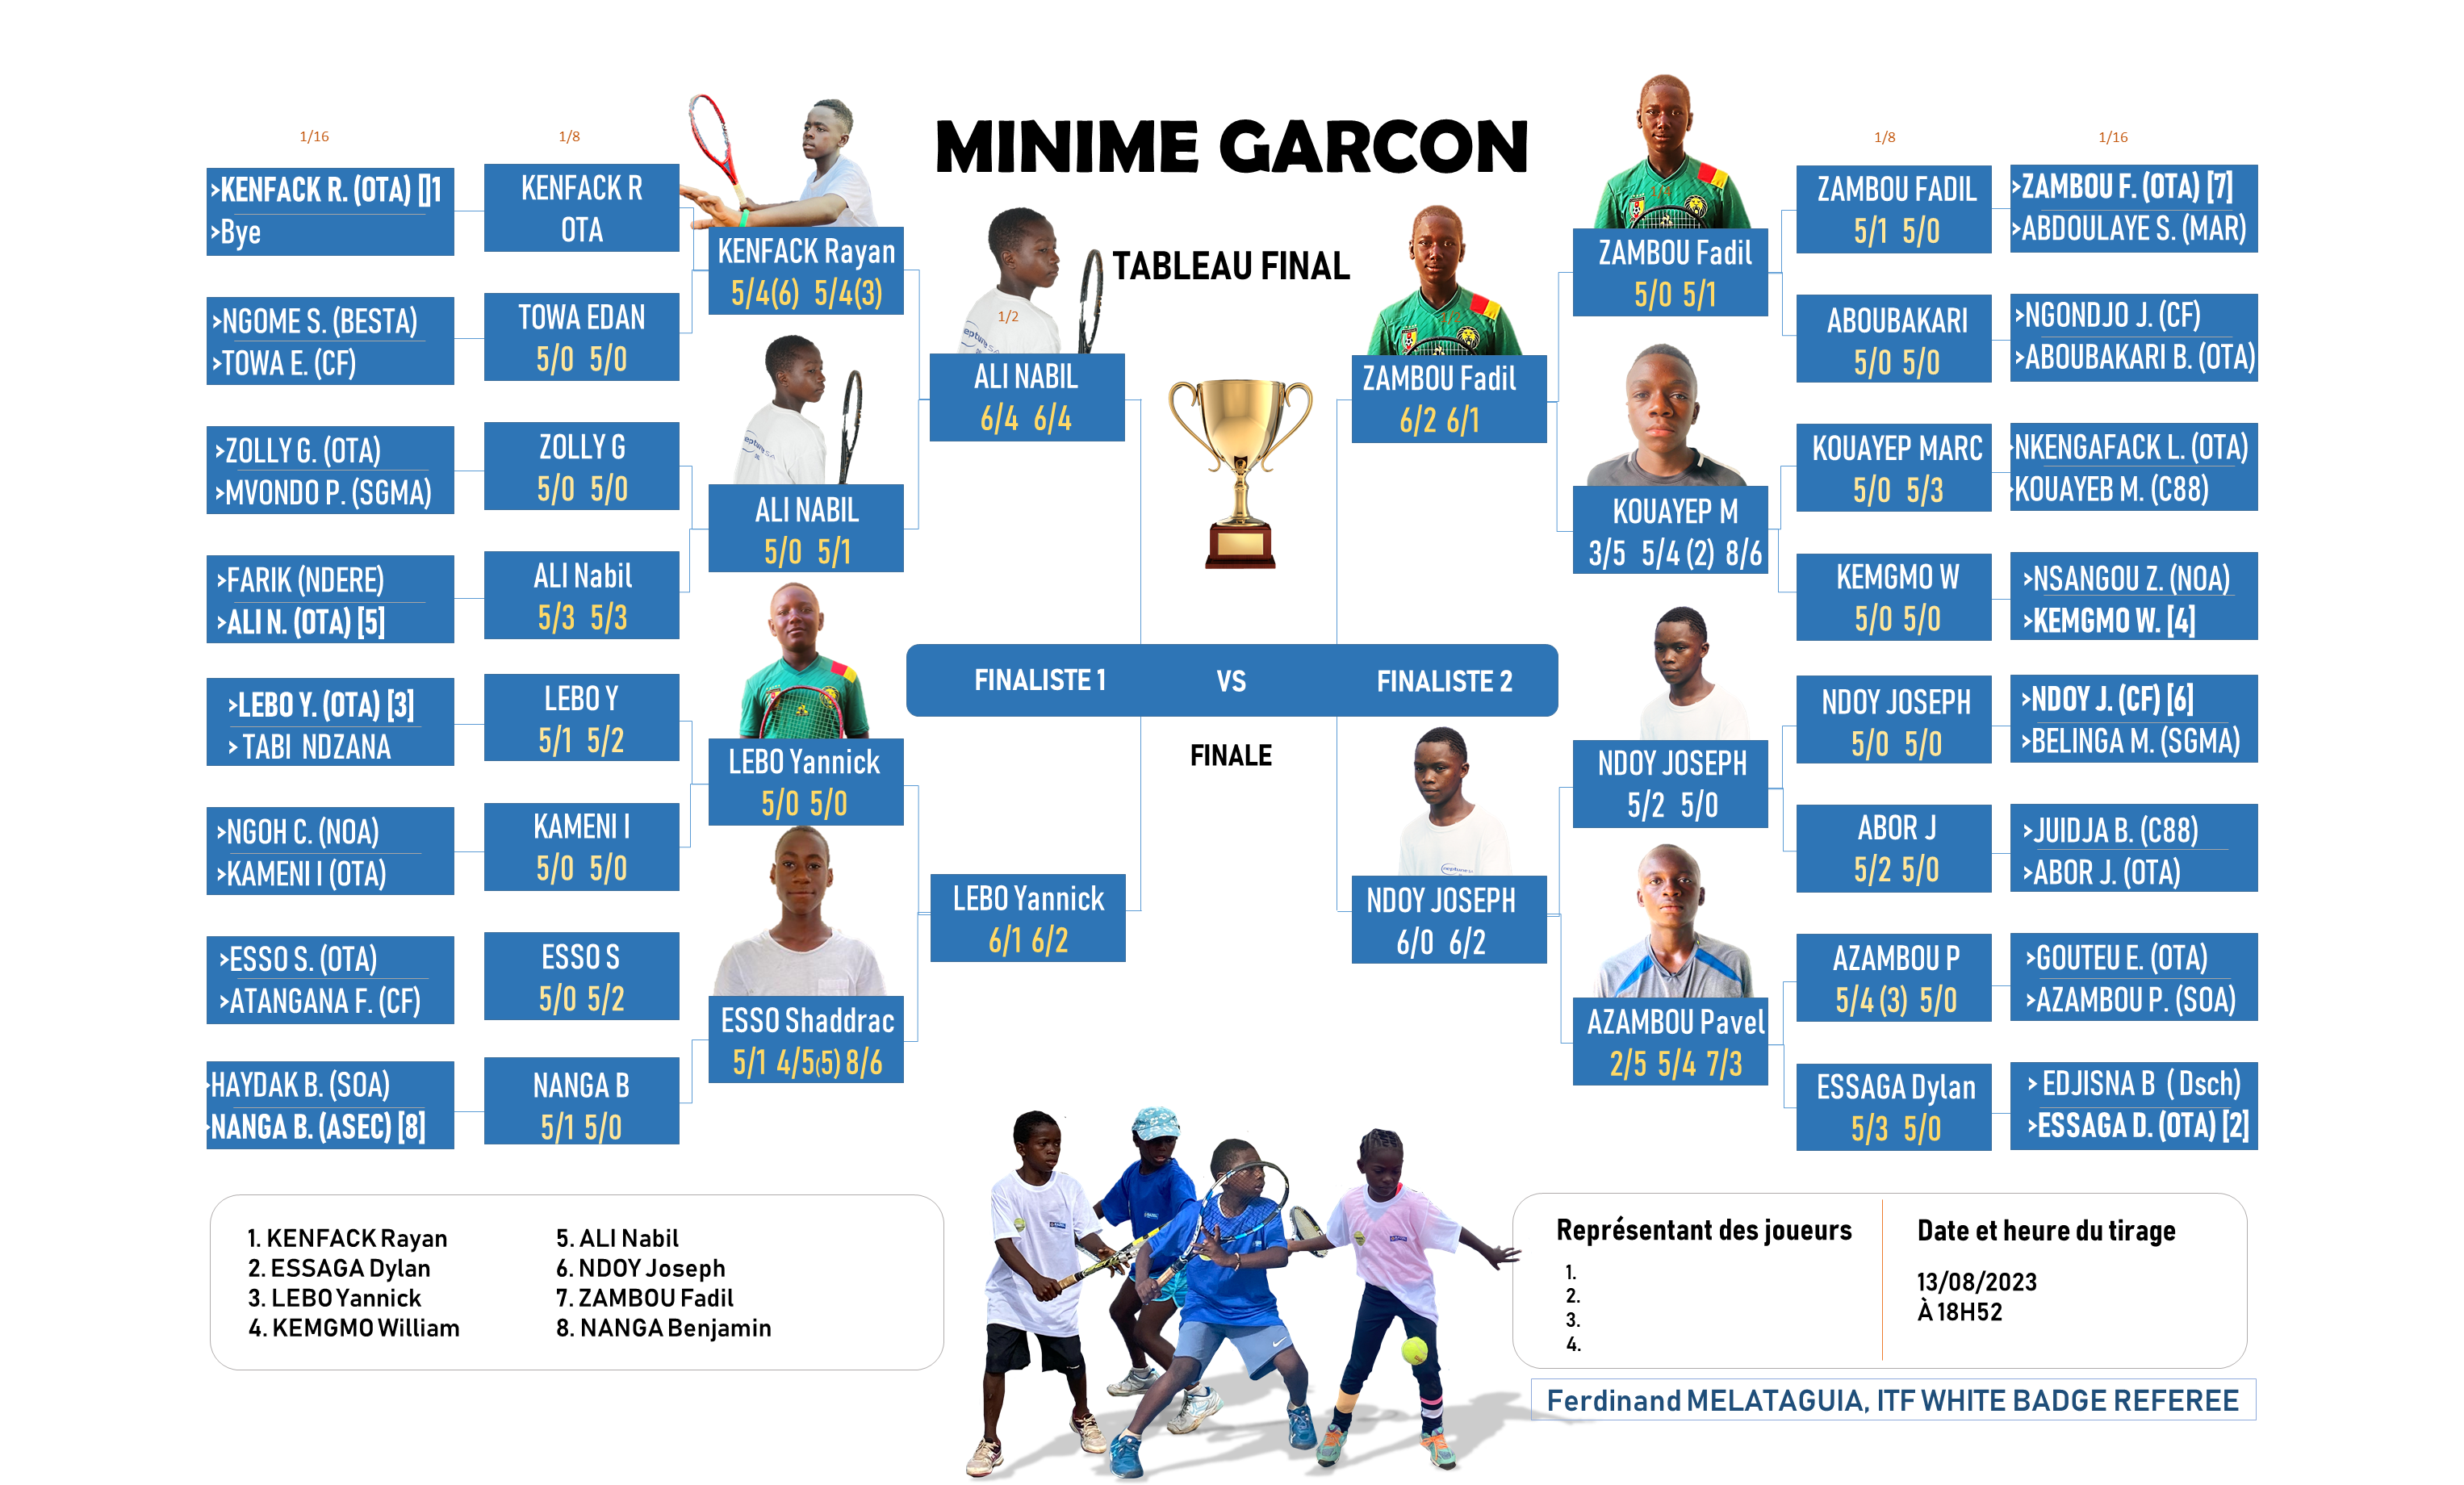 MINIME GARCON
TABLEAU FINAL
1/16
1/8
>KENFACK R. (OTA) []1
>Bye
>NGOME S. (BESTA)
>TOWA E. (CF)
>ZOLLY G. (OTA)
>MVONDO P. (SGMA)
>FARIK (NDERE)
>ALI N. (OTA) [5]
>LEBO Y. (OTA) [3]
> TABI NDZANA
>NGOH C. (NOA)
>KAMENI I (OTA)
>ESSO S. (OTA)
>ATANGANA F. (CF)
>HAYDAK B. (SOA)
>NANGA B. (ASEC) [8]
KENFACK R
OTA
TOWA EDAN
5/0 5/0
ZOLLY G
5/0 5/0
ALI Nabil
5/3 5/3
LEBO Y
5/1 5/2
KAMENI I
5/0 5/0
ESSO S
5/0 5/2
NANGA B
5/1 5/0
KENFACK Rayan
5/4(6) 5/4(3)
ALI NABIL
5/0 5/1
LEBO Yannick
5/0 5/0
ESSO Shaddrac
5/1 4/5(5) 8/6
1/2
ALI NABIL
6/4 6/4
LEBO Yannick
6/1 6/2
FINALISTE 1
VS
FINALISTE 2
FINALE
ZAMBOU Fadil
6/2 6/1
NDOY JOSEPH
6/0 6/2
1/4
ZAMBOU Fadil
5/0 5/1
KOUAYEP M
3/5 5/4 (2) 8/6
NDOY JOSEPH
5/2 5/0
AZAMBOU Pavel
2/5 5/4 7/3
1/8
ZAMBOU FADIL
5/1 5/0
ABOUBAKARI
5/0 5/0
KOUAYEP MARC
5/0 5/3
KEMGMO W
5/0 5/0
NDOY JOSEPH
5/0 5/0
ABOR J
5/2 5/0
AZAMBOU P
5/4 (3) 5/0
ESSAGA Dylan
5/3 5/0
1/16
>ZAMBOU F. (OTA) [7]
>ABDOULAYE S. (MAR)
>NGONDJO J. (CF)
>ABOUBAKARI B. (OTA)
>NKENGAFACK L. (OTA)
>KOUAYEB M. (C88)
>NSANGOU Z. (NOA)
>KEMGMO W. [4]
>NDOY J. (CF) [6]
>BELINGA M. (SGMA)
>JUIDJA B. (C88)
>ABOR J. (OTA)
>GOUTEU E. (OTA)
>AZAMBOU P. (SOA)
> EDJISNA B ( Dsch)
>ESSAGA D. (OTA) [2]
1. KENFACK Rayan
2. ESSAGA Dylan
3. LEBO Yannick
4. KEMGMO William
5. ALI Nabil
6. NDOY Joseph
7. ZAMBOU Fadil
8. NANGA Benjamin
Représentant des joueurs
1.
2.
3.
4.
Date et heure du tirage
13/08/2023
À 18H52
Ferdinand MELATAGUIA, ITF WHITE BADGE REFEREE